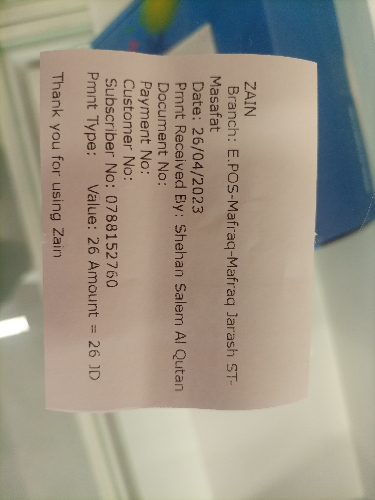 ZAIN
Branch: E.POS-Mafraq-Mafraq Jarash ST-
Masafat
Date: 26/04/2023
Pmnt Received By: Shehan Salem Al Qutan
Document No:
Payment No:
Customer No:
Subscriber No: 0788152760
Pmnt Type: Value: 26 Amount = 26 JD
Thank you for using Zain